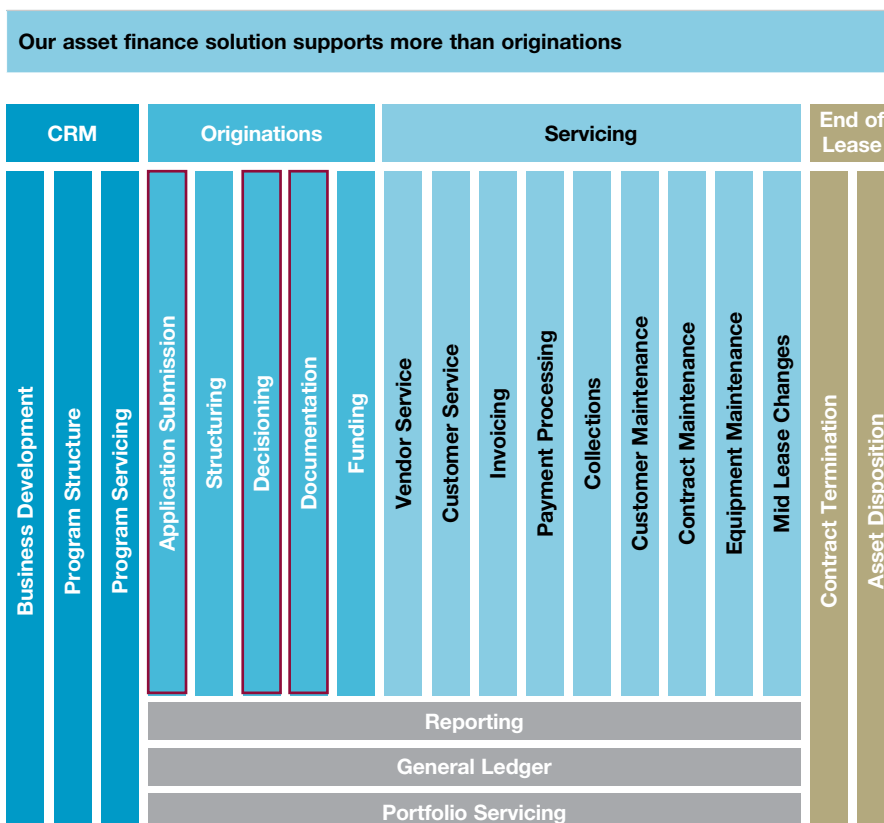 Our asset finance solution supports more than originations
CRM
Originations
Servicing
End of
Lease
Business Development
Program Structure
Program Servicing
Application Submission
Structuring
Decisioning
Documentation
Funding
Vendor Service
Customer Service
Invoicing
Payment Processing
Collections
Customer Maintenance
Contract Maintenance
Equipment Maintenance
Mid Lease Changes
Contract Termination
Asset Disposition
Reporting
General Ledger
Portfolio Servicing